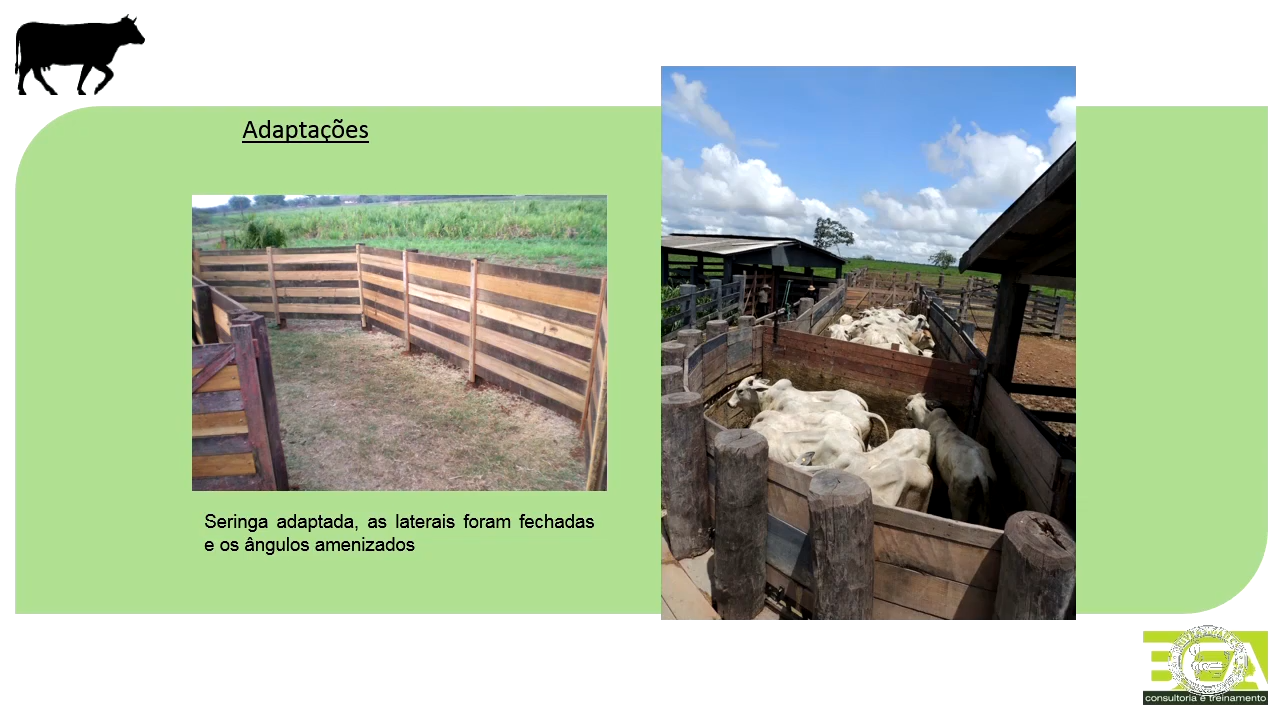 Adaptações
Seringa adaptada, as laterais foram fechadas
e os ângulos amenizados
consultoria e treinamento